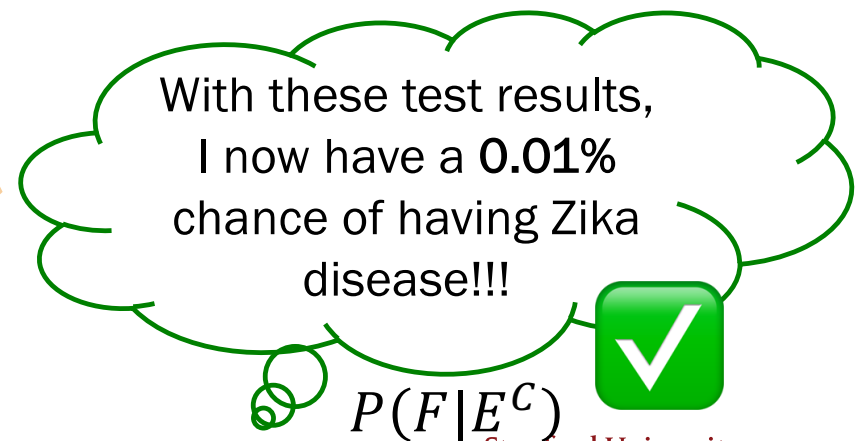 With these test results,
I now have a 0.01%
chance of having Zika
disease!!!
P(F|E^C)